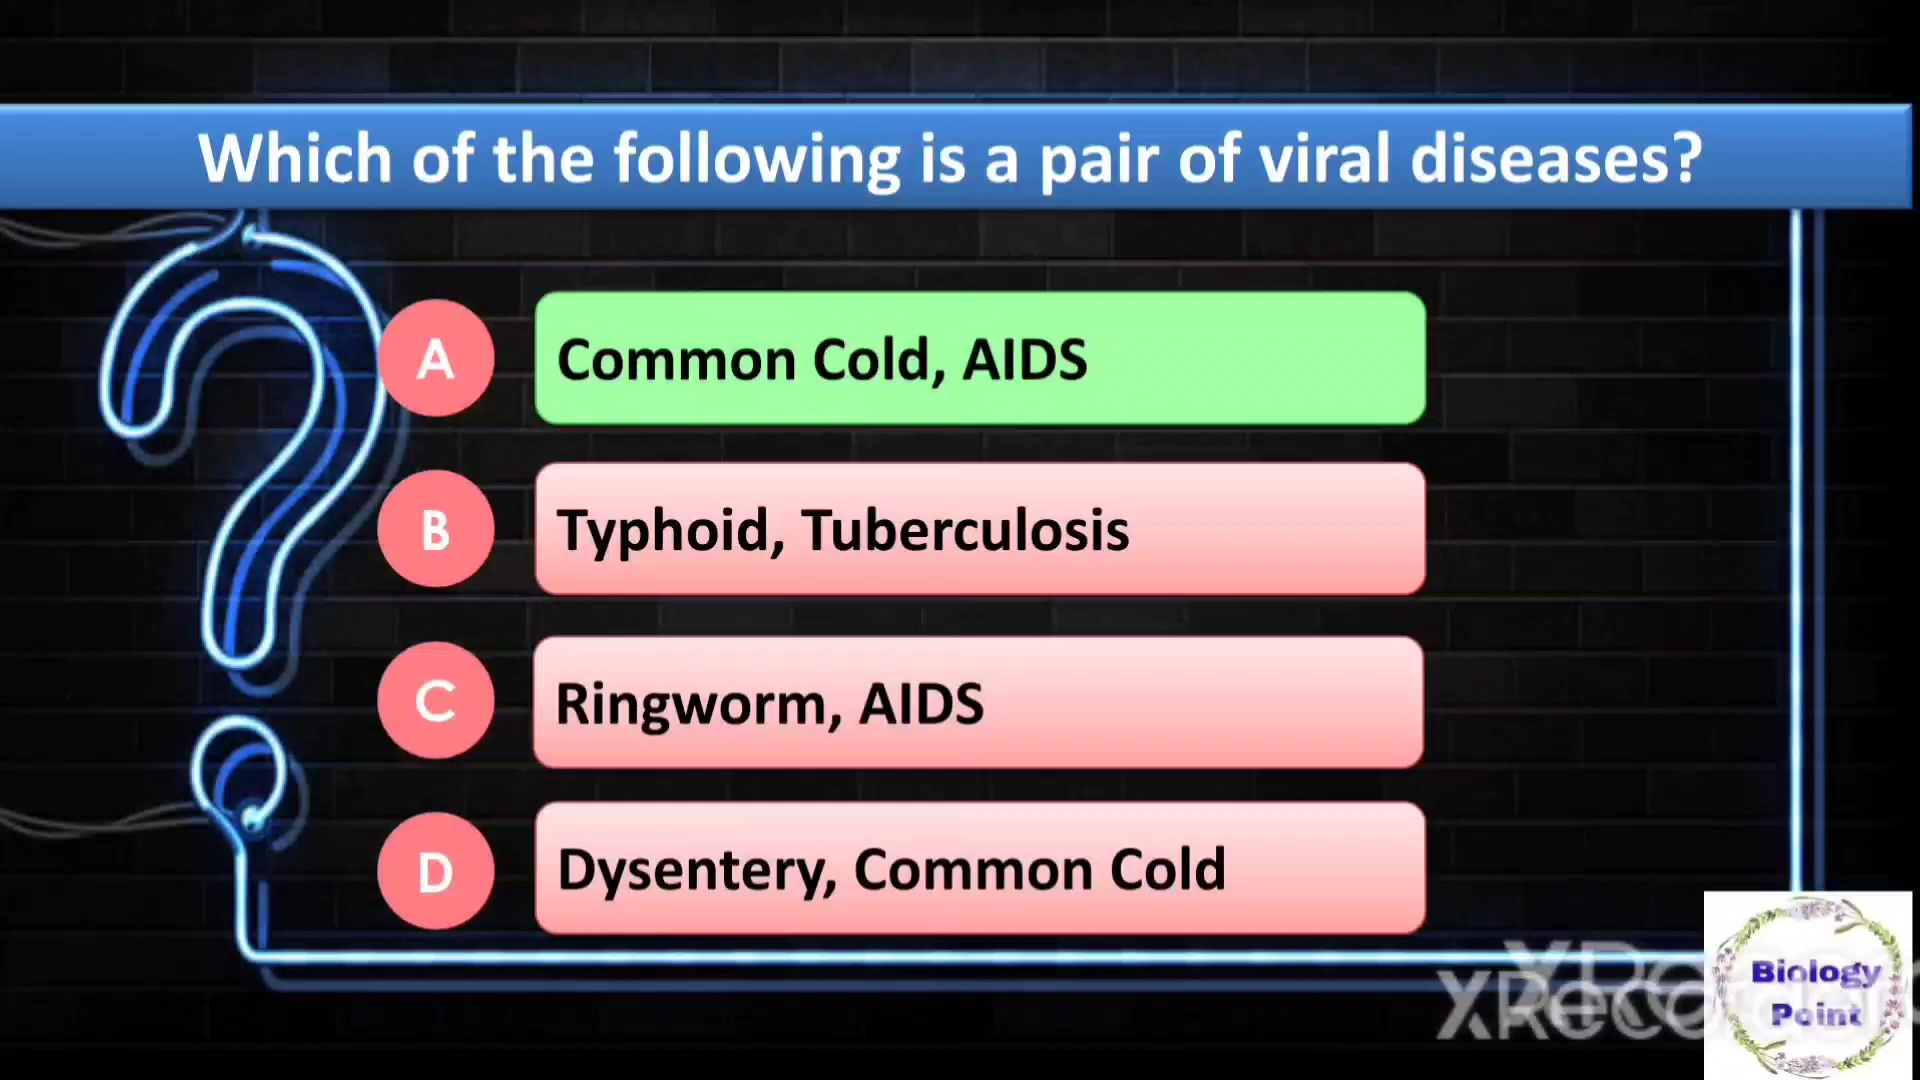 Which of the following is a pair of viral diseases?
A
Common Cold, AIDS
B
Typhoid, Tuberculosis
C
Ringworm, AIDS
D
Dysentery, Common Cold
XRecorder
Biology
Point